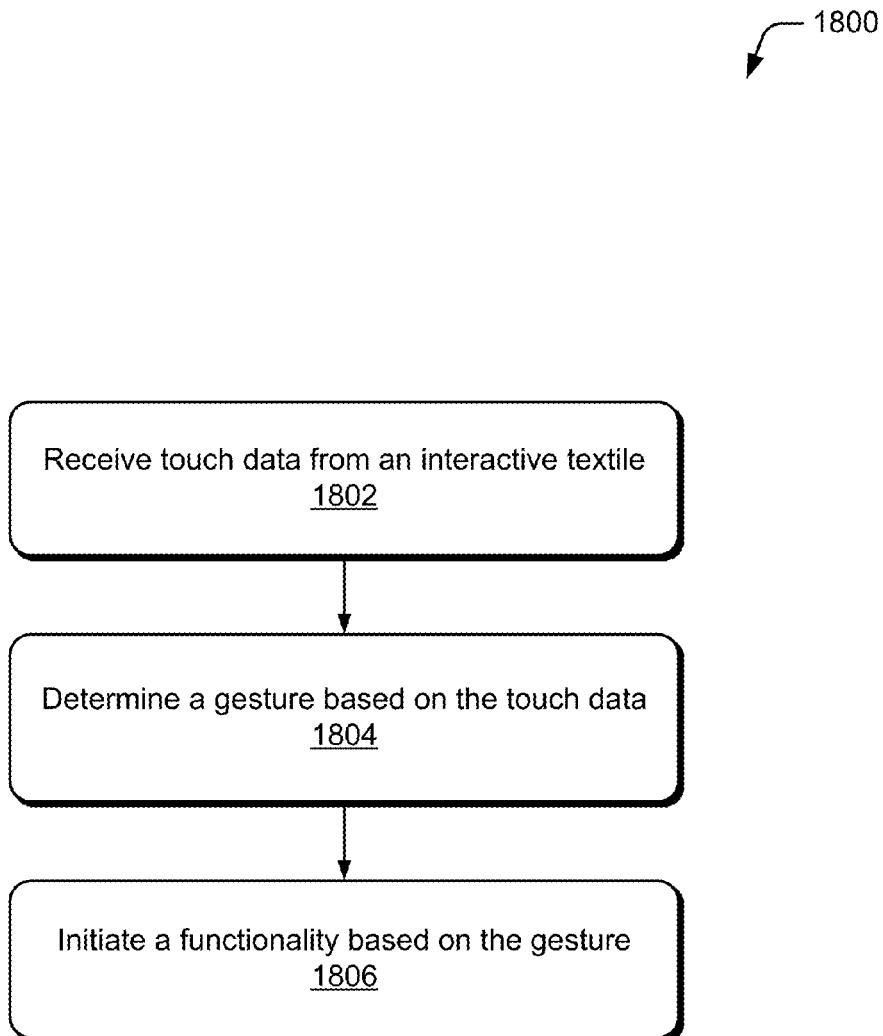 1800
Receive touch data from an interactive textile
1802
Determine a gesture based on the touch data
1804
Initiate a functionality based on the gesture
1806